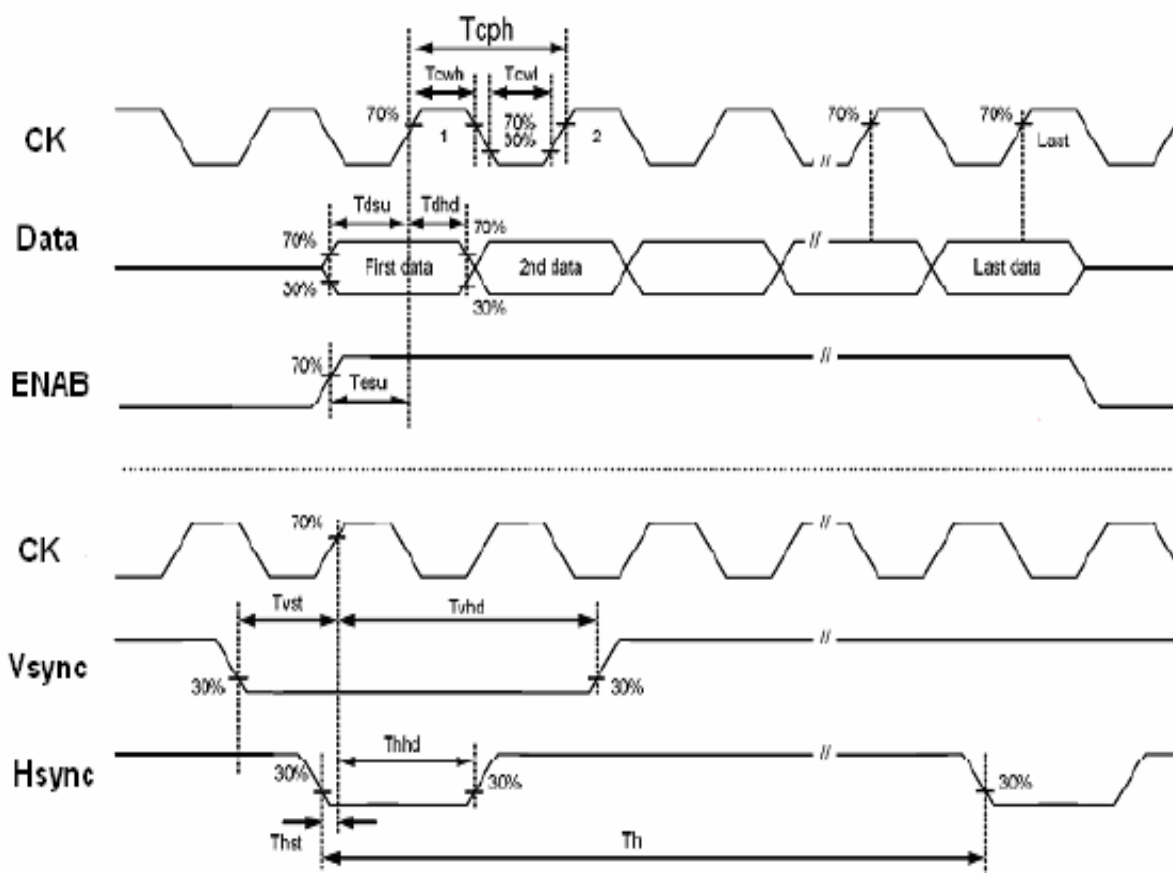 Tcph
Tcwh Tcwl
CK 70% 1 70% 30% 2 // 70% 70% Last
Tdsu Tdhd
Data 70% 70%
First data 2nd data // Last data
30% 30%
ENAB 70% Tesu //
CK 70% //
Tvst Tvhd
Vsync 30% 30% //
Thhd
Hsync 30% 30% // 30%
Thst Th